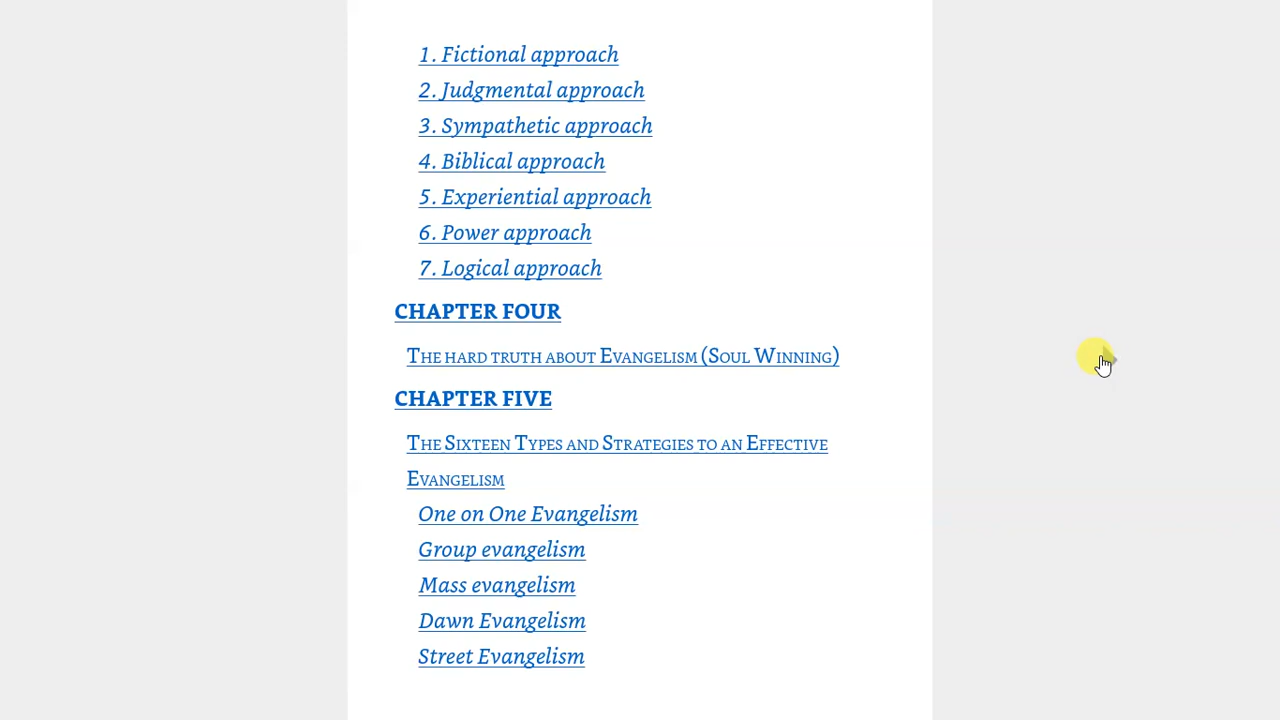 1. Fictional approach
2. Judgmental approach
3. Sympathetic approach
4. Biblical approach
5. Experiential approach
6. Power approach
7. Logical approach
CHAPTER FOUR
The hard truth about Evangelism (Soul Winning)
CHAPTER FIVE
The Sixteen Types and Strategies to an Effective
Evangelism
One on One Evangelism
Group evangelism
Mass evangelism
Dawn Evangelism
Street Evangelism